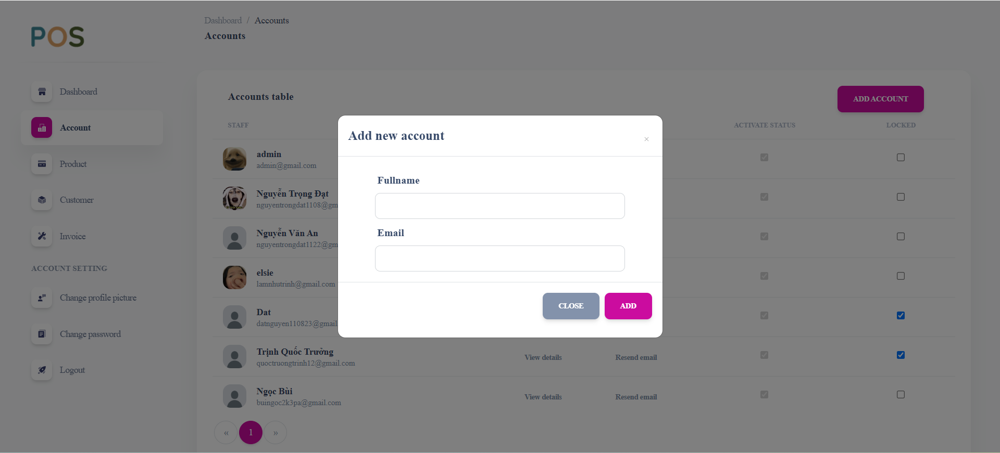 POS
Dashboard / Accounts
Accounts
Dashboard
Account
Product
Customer
Invoice
ACCOUNT SETTING
Change profile picture
Change password
Logout
Accounts table
ADD ACCOUNT
STAFF ACTIVATE STATUS LOCKED
admin
admin@gmail.com
Nguyễn Trọng Đạt
nguyentrongdat1108@gm
Nguyễn Văn An
nguyentrongdat1122@gm
elsie
lamnhutrinh@gmail.com
Dat
datnguyen110823@gmail
Trịnh Quốc Trưởng
quoctruongtrinh12@gmail.com
View details Resend email
Ngọc Bùi
buingoc2k3pa@gmail.com
View details Resend email
« 1 »
Add new account
×
Fullname
Email
CLOSE ADD